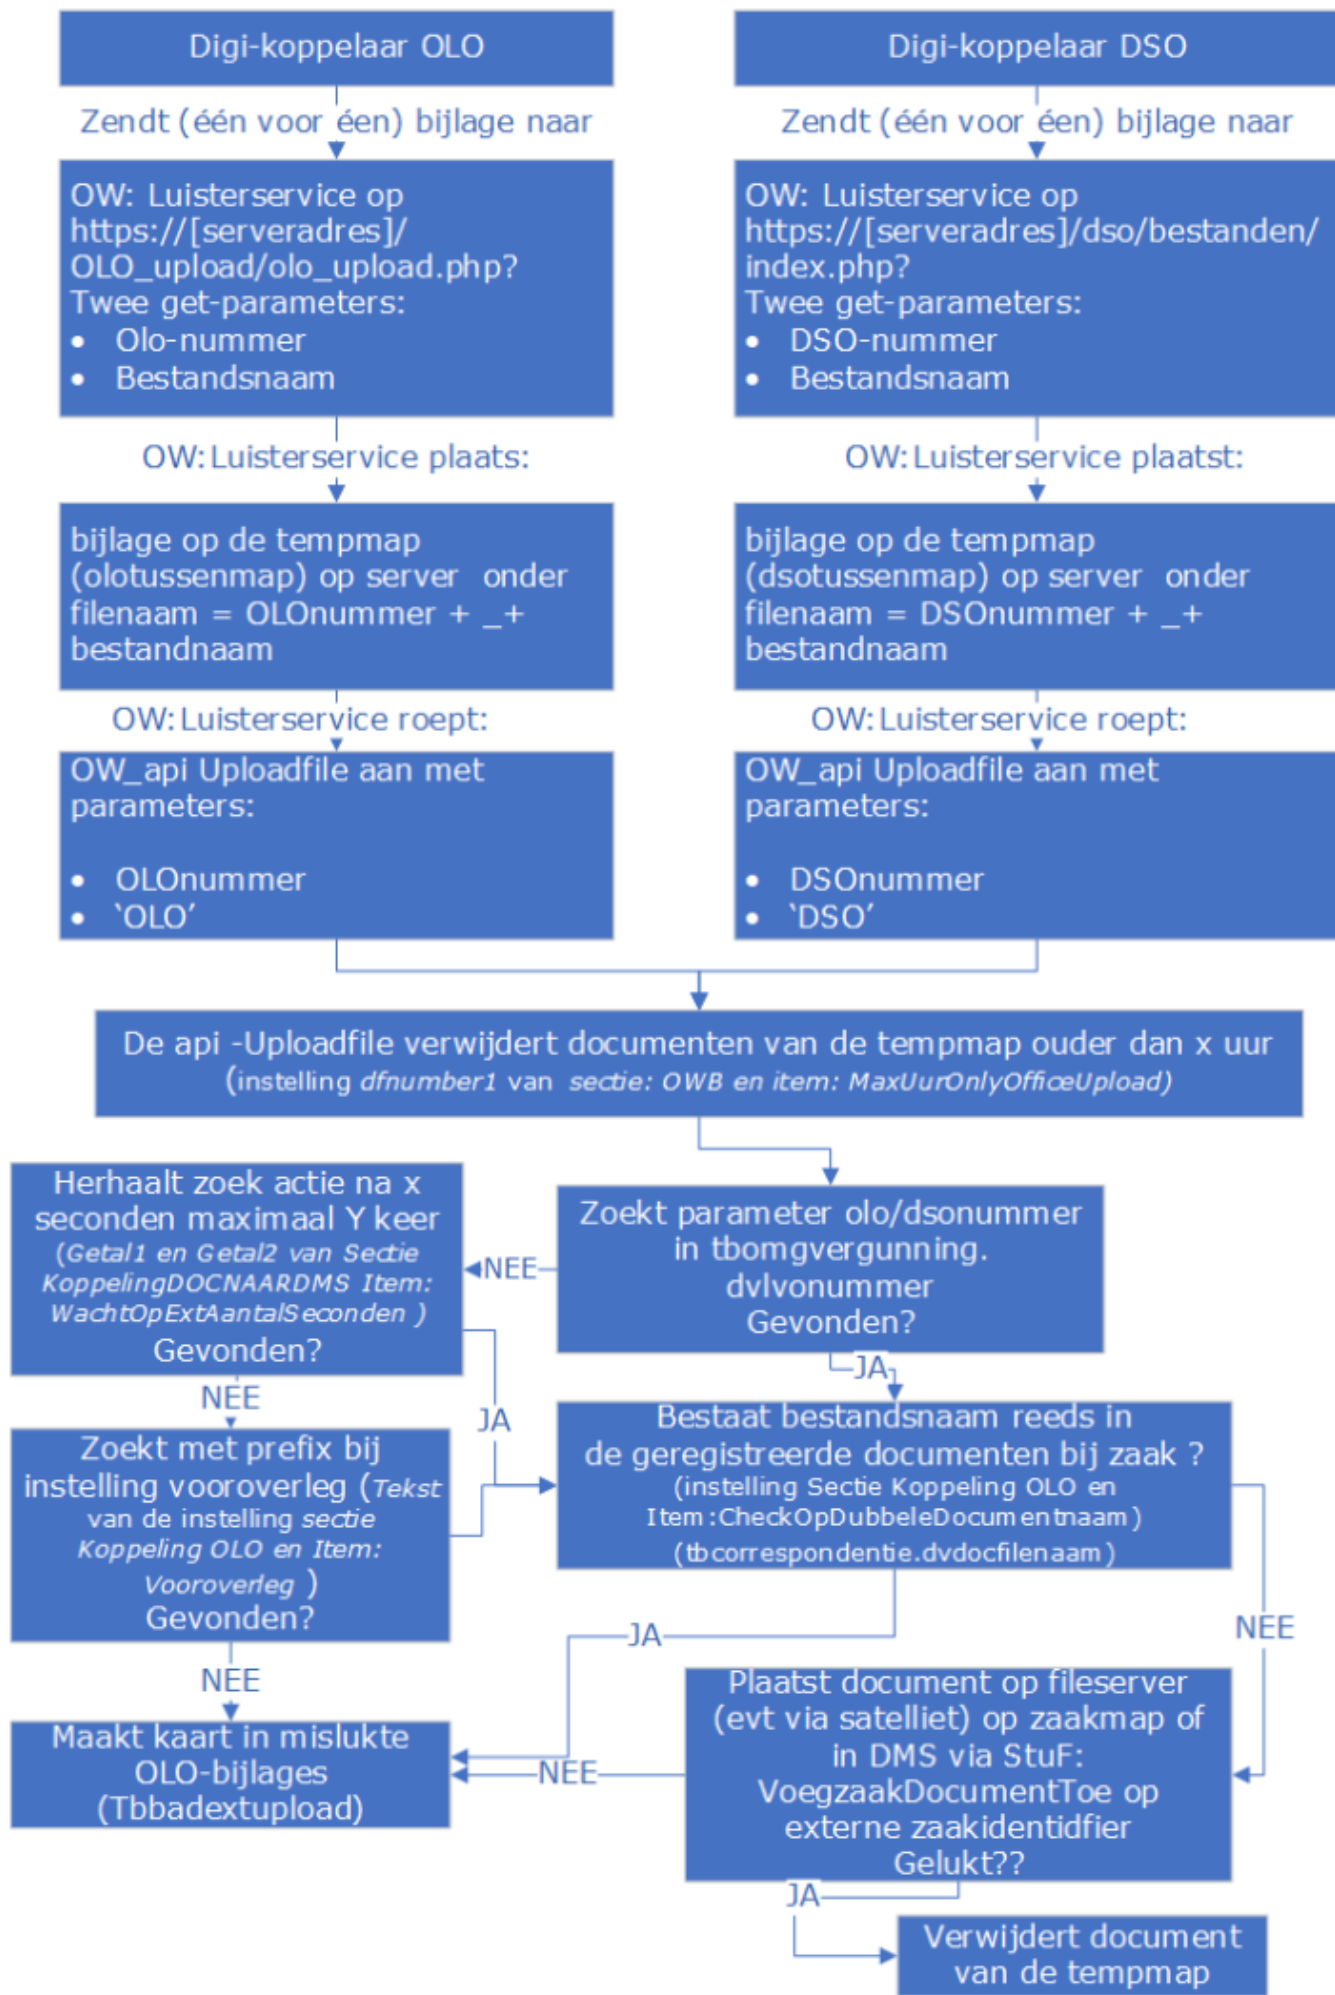 Digi-koppelaar OLO
Zendt (één voor éen) bijlage naar
OW: Luisterservice op
https://[serveradres]/
OLO_upload/olo_upload.php?
Twee get-parameters:
• Olo-nummer
• Bestandsnaam
OW: Luisterservice plaats:
bijlage op de tempmap
(olotussenmap) op server onder
filenaam = OLOnummer + _+
bestandnaam
OW: Luisterservice roept:
OW_api Uploadfile aan met
parameters:
• OLOnummer
• ‘OLO’
Digi-koppelaar DSO
Zendt (één voor éen) bijlage naar
OW: Luisterservice op
https://[serveradres]/dso/bestanden/
index.php?
Twee get-parameters:
• DSO-nummer
• Bestandsnaam
OW: Luisterservice plaatst:
bijlage op de tempmap
(dsotussenmap) op server onder
filenaam = DSOnummer + _+
bestandnaam
OW: Luisterservice roept:
OW_api Uploadfile aan met
parameters:
• DSOnummer
• ‘DSO’
De api -Uploadfile verwijdert documenten van de tempmap ouder dan x uur
(instelling dfnumber1 van sectie: OWB en item: MaxUurOnlyOfficeUpload)
Zoekt parameter olo/dsonummer
in tbomgvergunning.
dvlvonummer
Gevonden?
NEE
Herhaalt zoek actie na x
seconden maximaal Y keer
(Getal1 en Getal2 van Sectie
KoppelingDOCNAARDMS Item:
WachtOpExtAantalSeconden )
Gevonden?
JA
NEE
JA
Zoekt met prefix bij
instelling vooroverleg (Tekst
van de instelling sectie
Koppeling OLO en Item:
Vooroverleg )
Gevonden?
Bestaat bestandsnaam reeds in
de geregistreerde documenten bij zaak ?
(instelling Sectie Koppeling OLO en
Item:CheckOpDubbeleDocumentnaam)
(tbcorrespondentie.dvdocfilenaam)
JA
NEE
NEE
Maakt kaart in mislukte
OLO-bijlages
(Tbbadextupload)
NEE
Plaatst document op fileserver
(evt via satelliet) op zaakmap of
in DMS via StuF:
VoegzaakDocumentToe op
externe zaakidentidfier
Gelukt??
JA
Verwijdert document
van de tempmap